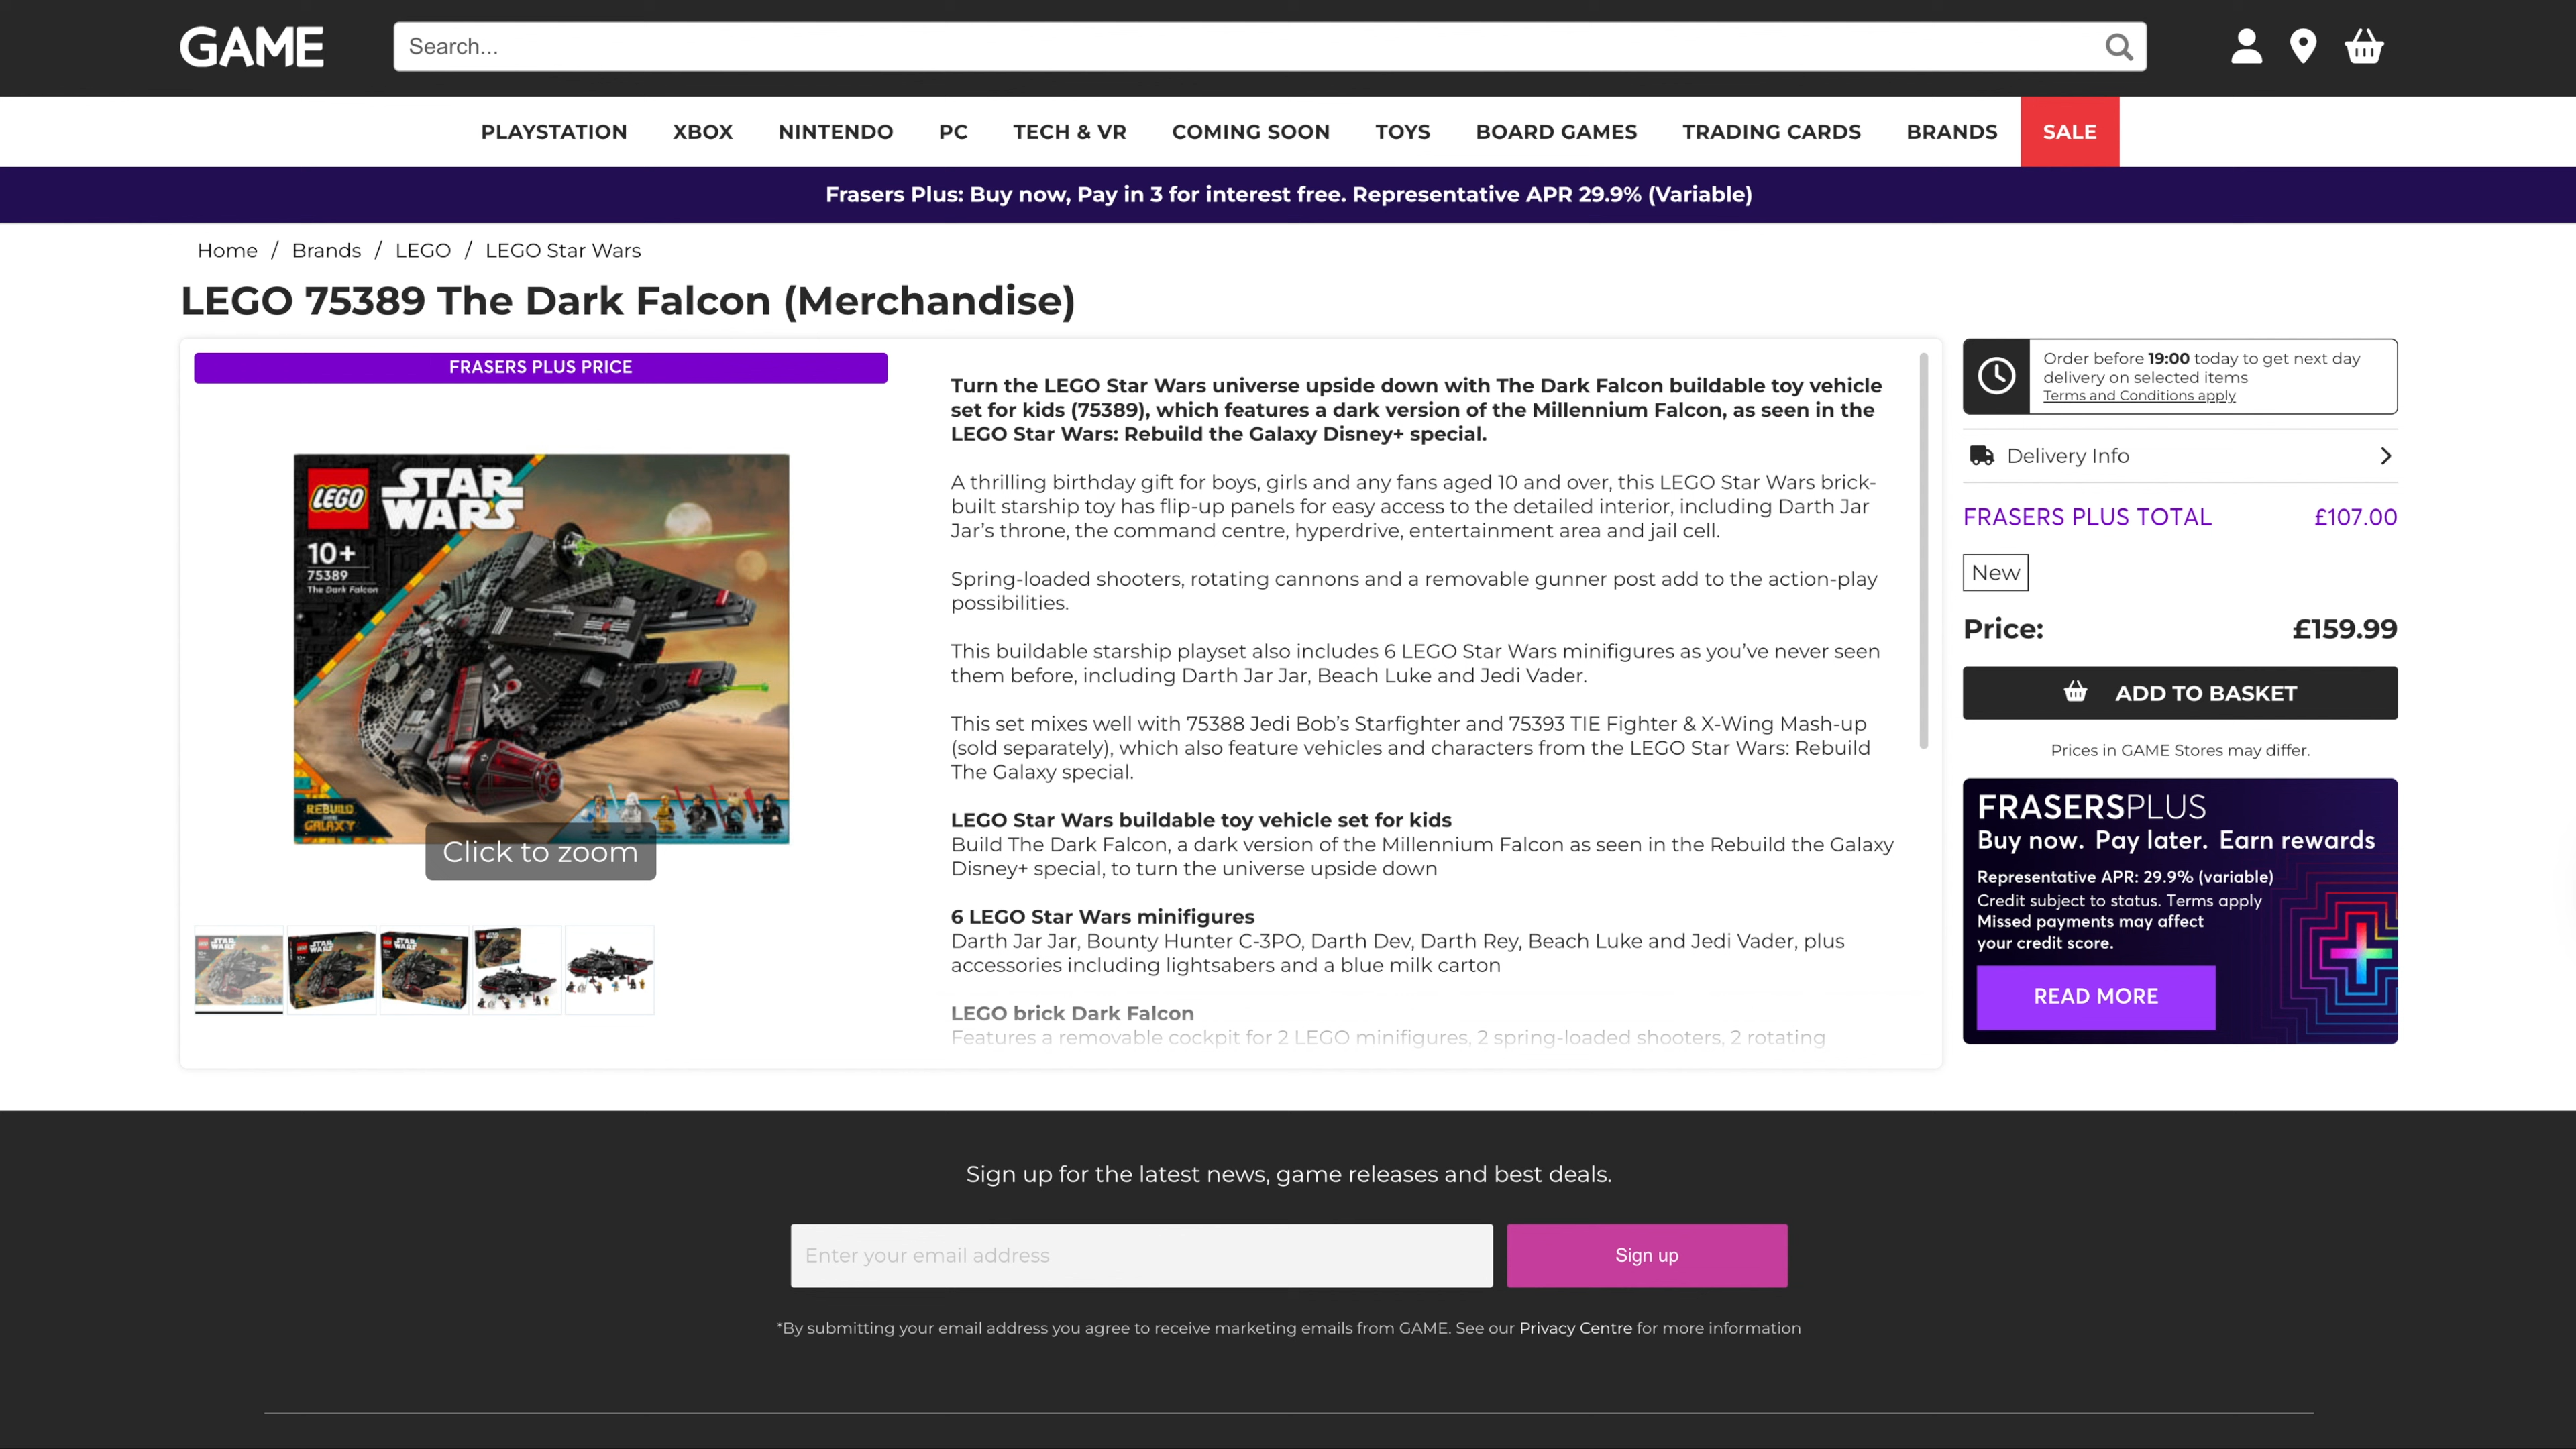 GAME
Search...
PLAYSTATION XBOX NINTENDO PC TECH & VR COMING SOON TOYS BOARD GAMES TRADING CARDS BRANDS SALE
Frasers Plus: Buy now, Pay in 3 for interest free. Representative APR 29.9% (Variable)
Home / Brands / LEGO / LEGO Star Wars
LEGO 75389 The Dark Falcon (Merchandise)
FRASERS PLUS PRICE
LEGO
STAR
WARS
10+
75389
The Dark Falcon
REBUILD
GALAXY
Click to zoom
Turn the LEGO Star Wars universe upside down with The Dark Falcon buildable toy vehicle
set for kids (75389), which features a dark version of the Millennium Falcon, as seen in the
LEGO Star Wars: Rebuild the Galaxy Disney+ special.
A thrilling birthday gift for boys, girls and any fans aged 10 and over, this LEGO Star Wars brick-
built starship toy has flip-up panels for easy access to the detailed interior, including Darth Jar
Jar’s throne, the command centre, hyperdrive, entertainment area and jail cell.
Spring-loaded shooters, rotating cannons and a removable gunner post add to the action-play
possibilities.
This buildable starship playset also includes 6 LEGO Star Wars minifigures as you’ve never seen
them before, including Darth Jar Jar, Beach Luke and Jedi Vader.
This set mixes well with 75388 Jedi Bob’s Starfighter and 75393 TIE Fighter & X-Wing Mash-up
(sold separately), which also feature vehicles and characters from the LEGO Star Wars: Rebuild
The Galaxy special.
LEGO Star Wars buildable toy vehicle set for kids
Build The Dark Falcon, a dark version of the Millennium Falcon as seen in the Rebuild the Galaxy
Disney+ special, to turn the universe upside down
6 LEGO Star Wars minifigures
Darth Jar Jar, Bounty Hunter C-3PO, Darth Dev, Darth Rey, Beach Luke and Jedi Vader, plus
accessories including lightsabers and a blue milk carton
LEGO brick Dark Falcon
Features a removable cockpit for 2 LEGO minifigures, 2 spring-loaded shooters, 2 rotating
Order before 19:00 today to get next day
delivery on selected items
Terms and Conditions apply
Delivery Info
FRASERS PLUS TOTAL £107.00
New
Price: £159.99
ADD TO BASKET
Prices in GAME Stores may differ.
FRASERSPLUS
Buy now. Pay later. Earn rewards
Representative APR: 29.9% (variable)
Credit subject to status. Terms apply
Missed payments may affect
your credit score.
READ MORE
Sign up for the latest news, game releases and best deals.
Enter your email address
Sign up
*By submitting your email address you agree to receive marketing emails from GAME. See our Privacy Centre for more information